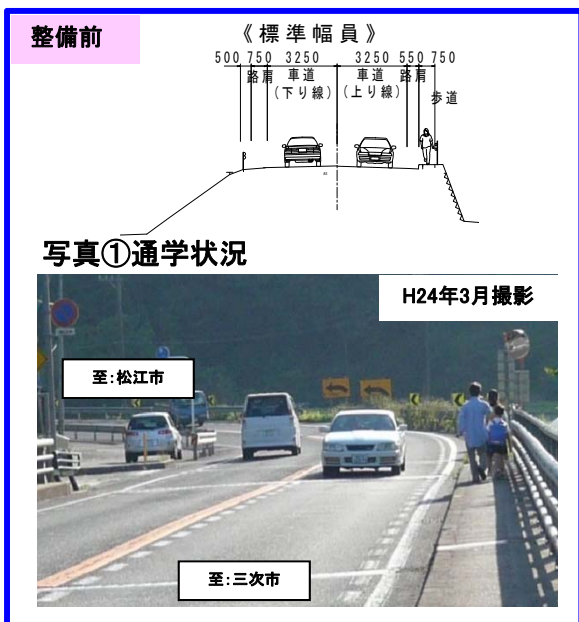 整備前
《標準幅員》
500 750 3250 3250 550 750
路肩 車道 車道 路肩
(下り線) (上り線) 歩道
写真①通学状況
H24年3月撮影
至:松江市
至:三次市